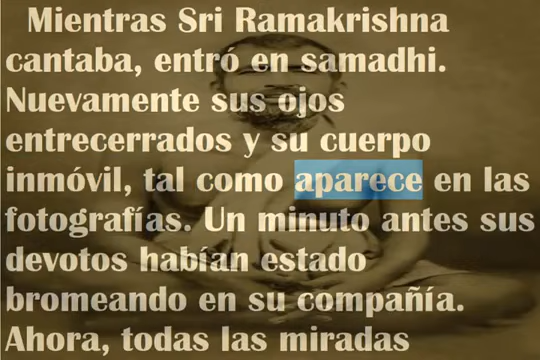 Mientras Sri Ramakrishna
cantaba, entró en samadhi.
Nuevamente sus ojos
entrecerrados y su cuerpo
inmóvil, tal como aparece en las
fotografías. Un minuto antes sus
devotos habían estado
bromeando en su compañía.
Ahora, todas las miradas